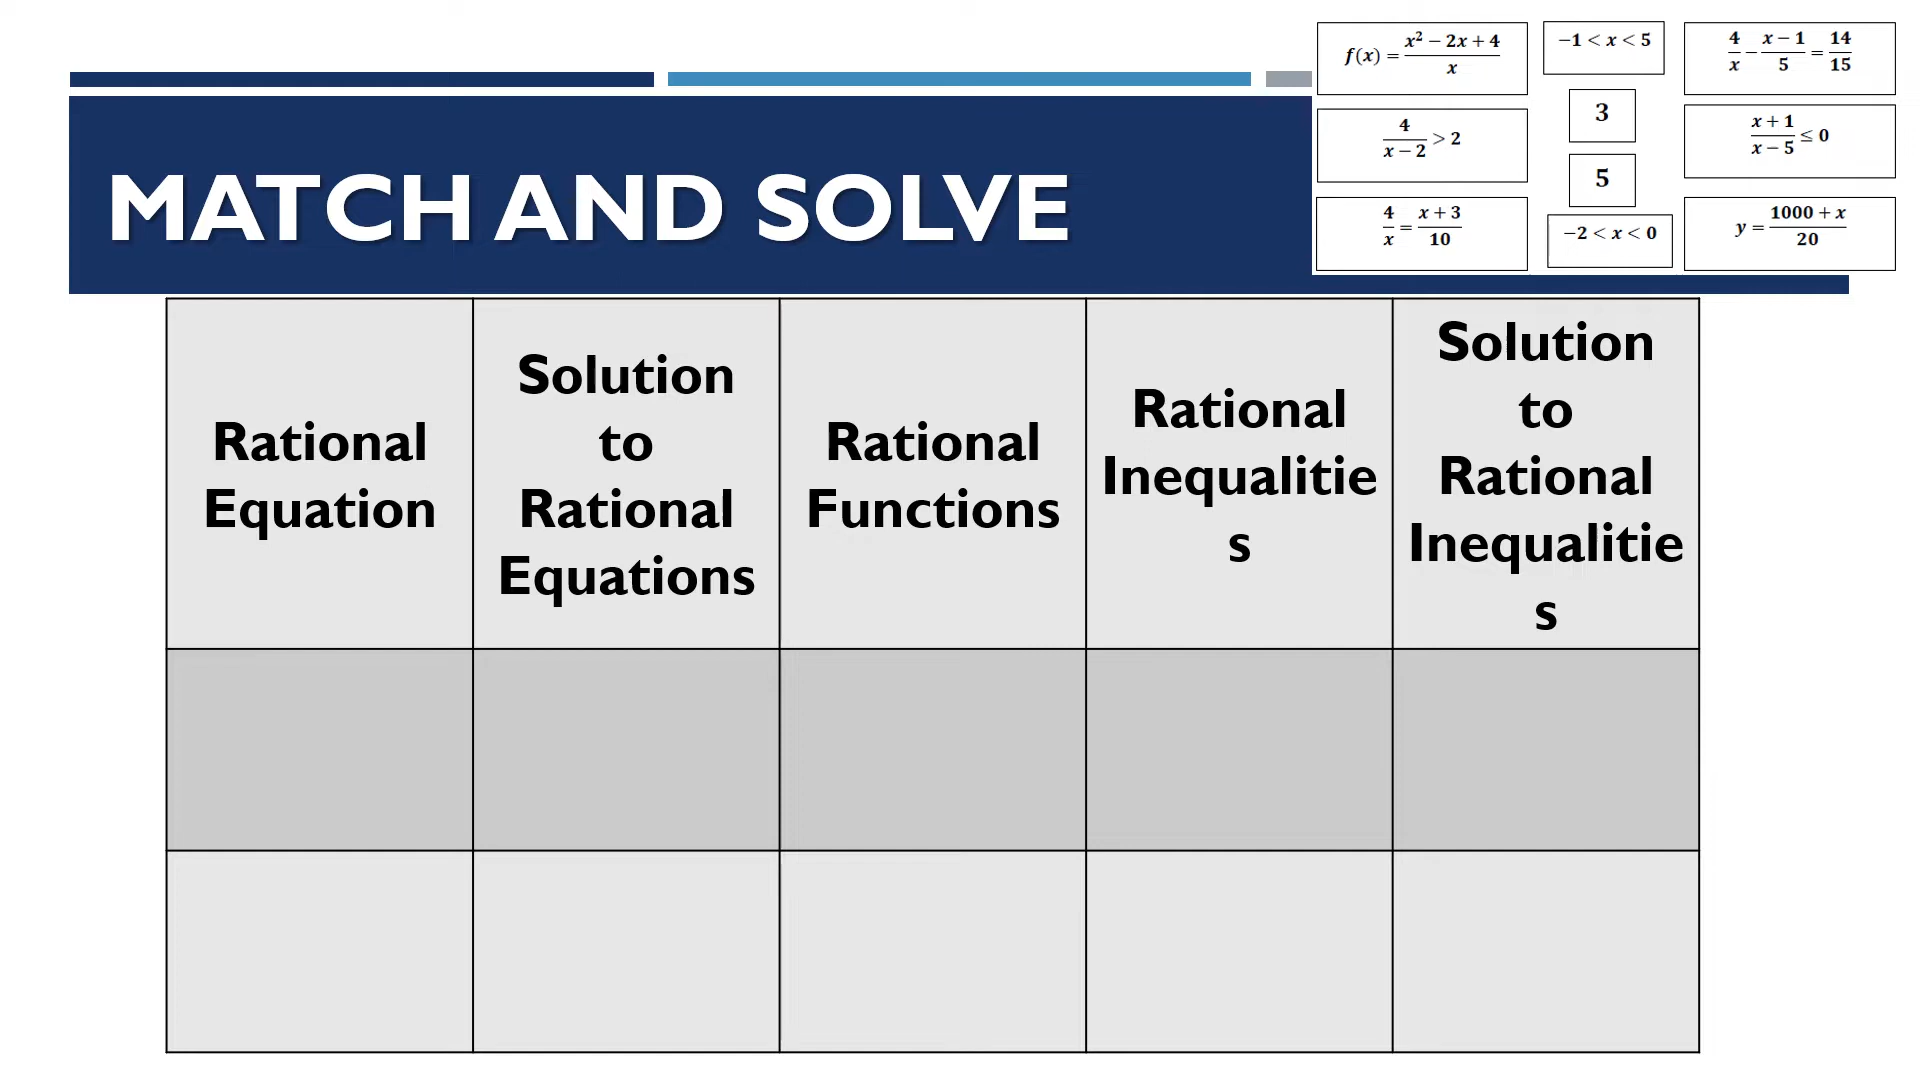 MATCH AND SOLVE
f(x) = (x² − 2x + 4)/x
−1 < x < 5
4/x − (x − 1)/5 = 14/15
4/(x − 2) > 2
3
(x + 1)/(x − 5) ≤ 0
5
4/x = (x + 3)/10
−2 < x < 0
y = (1000 + x)/20
Rational
Equation
Solution
to
Rational
Equations
Rational
Functions
Rational
Inequalitie
s
Solution
to
Rational
Inequalitie
s